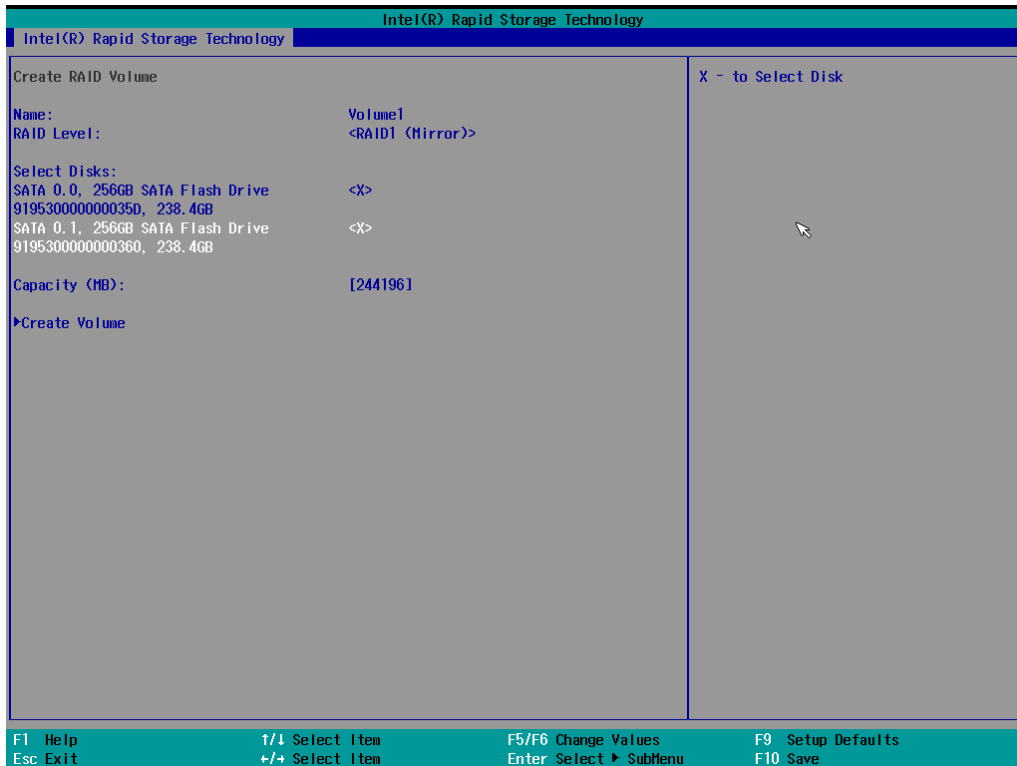 Intel(R) Rapid Storage Technology
Intel(R) Rapid Storage Technology
Create RAID Volume
X - to Select Disk
Name: Volume1
RAID Level: <RAID1 (Mirror)>
Select Disks:
SATA 0.0, 256GB SATA Flash Drive <X>
919530000000035D, 238.4GB
SATA 0.1, 256GB SATA Flash Drive <X>
9195300000000360, 238.4GB
Capacity (MB): [244196]
▶Create Volume
F1 Help ↑/↓ Select Item F5/F6 Change Values F9 Setup Defaults
Esc Exit ←/→ Select Item Enter Select ▶ SubMenu F10 Save